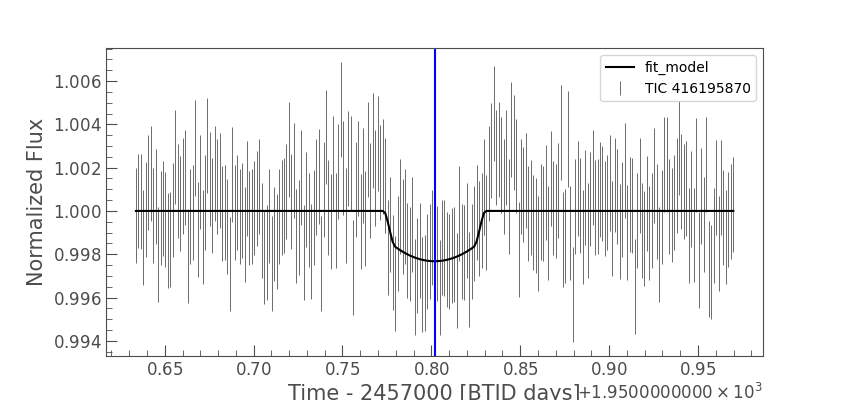 fit_model
TIC 416195870
1.006
1.004
1.002
1.000
0.998
0.996
0.994
Normalized Flux
0.65 0.70 0.75 0.80 0.85 0.90 0.95
Time - 2457000 [BTJD days]
+1.9500000000 × 10³